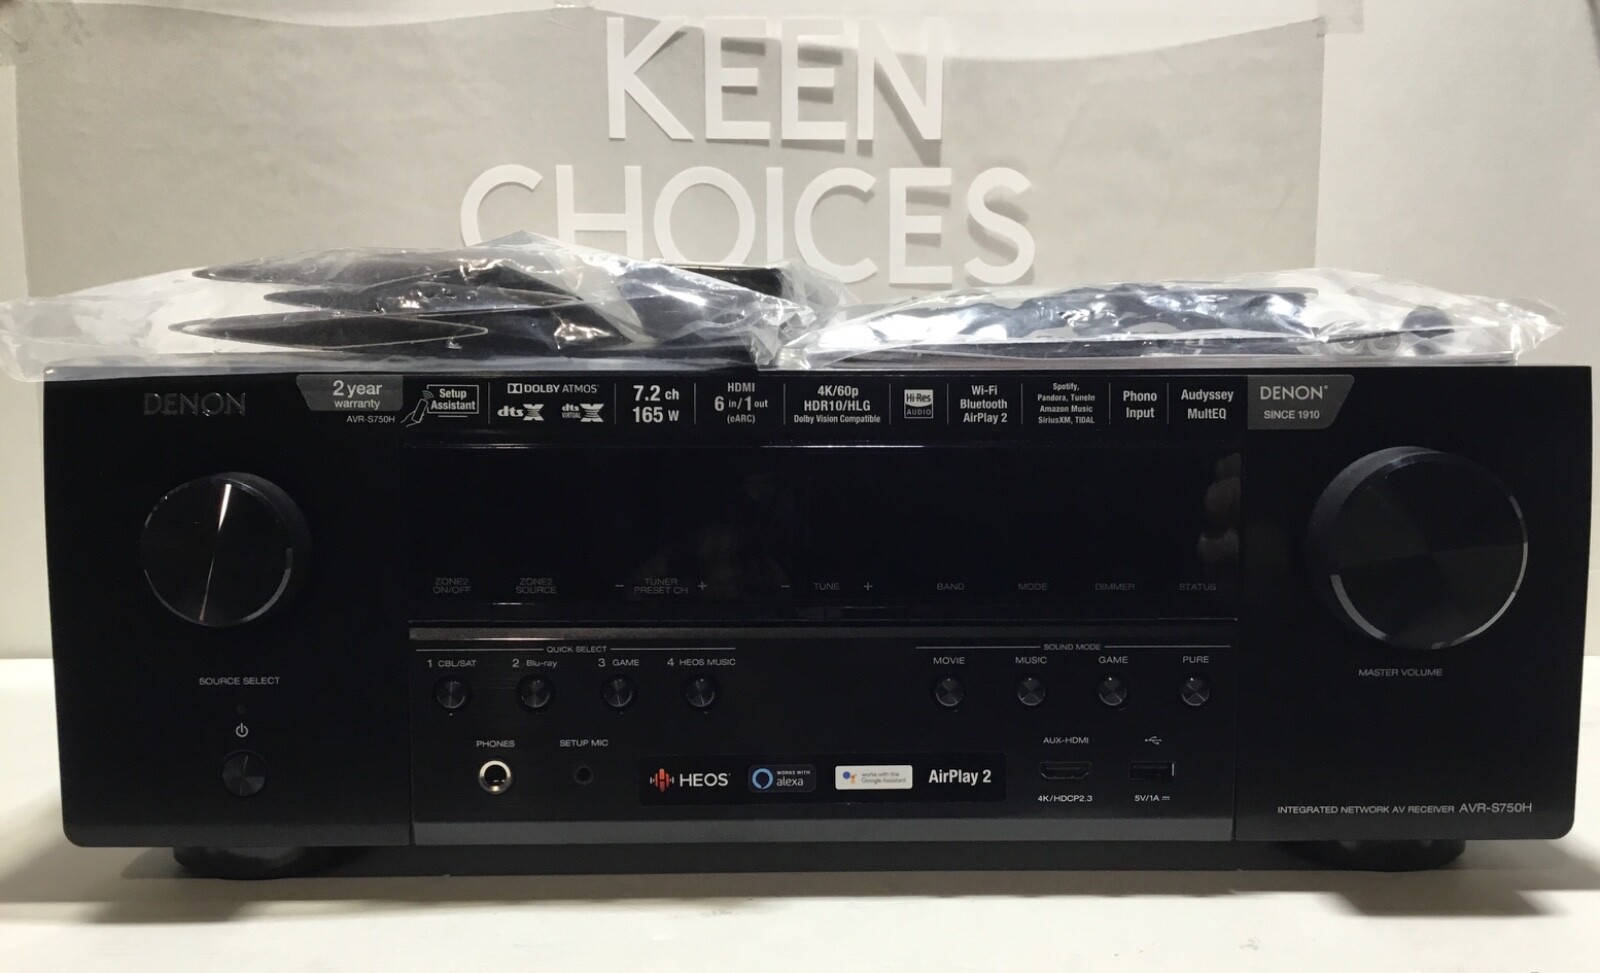 KEEN
CHOICES
DENON
2 year
warranty
AVR-S750H
Setup
Assistant
DOLBY ATMOS
dts X
dts VIRTUAL X
7.2 ch
165 W
HDMI
6 in/1 out
(eARC)
4K/60p
HDR10/HLG
Dolby Vision Compatible
Hi-Res
AUDIO
Wi-Fi
Bluetooth
AirPlay 2
Spotify,
Pandora, TuneIn
Amazon Music
SiriusXM, TIDAL
Phono
Input
Audyssey
MultEQ
DENON®
SINCE 1910
ZONE2
ON/OFF
ZONE2
SOURCE
− TUNER
PRESET CH +
− TUNE +
BAND
MODE
DIMMER
STATUS
QUICK SELECT
1 CBL/SAT
2 Blu-ray
3 GAME
4 HEOS MUSIC
SOUND MODE
MOVIE
MUSIC
GAME
PURE
SOURCE SELECT
MASTER VOLUME
PHONES
SETUP MIC
HEOS
WORKS WITH
alexa
works with the
Google Assistant
AirPlay 2
AUX-HDMI
4K/HDCP2.3
5V/1A
INTEGRATED NETWORK AV RECEIVER AVR-S750H